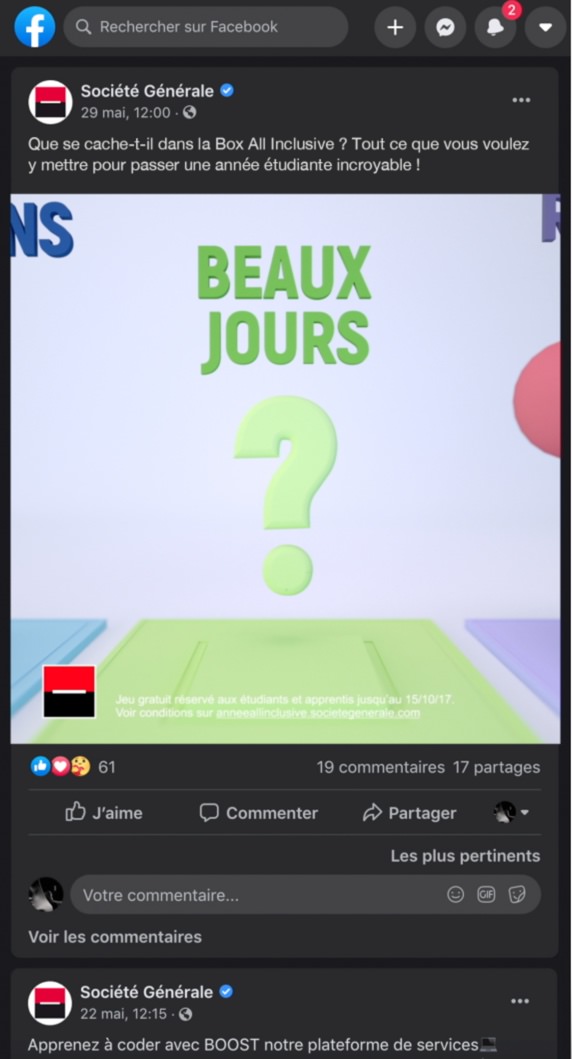 Rechercher sur Facebook
2
Société Générale
29 mai, 12:00 ·
Que se cache-t-il dans la Box All Inclusive ? Tout ce que vous voulez
y mettre pour passer une année étudiante incroyable !
NS
R
BEAUX
JOURS
?
Jeu gratuit réservé aux étudiants et apprentis jusqu'au 15/10/17.
Voir conditions sur anneeallinclusive.societegenerale.com
61
19 commentaires 17 partages
J'aime
Commenter
Partager
Les plus pertinents
Votre commentaire...
GIF
Voir les commentaires
Société Générale
22 mai, 12:15 ·
Apprenez à coder avec BOOST notre plateforme de services